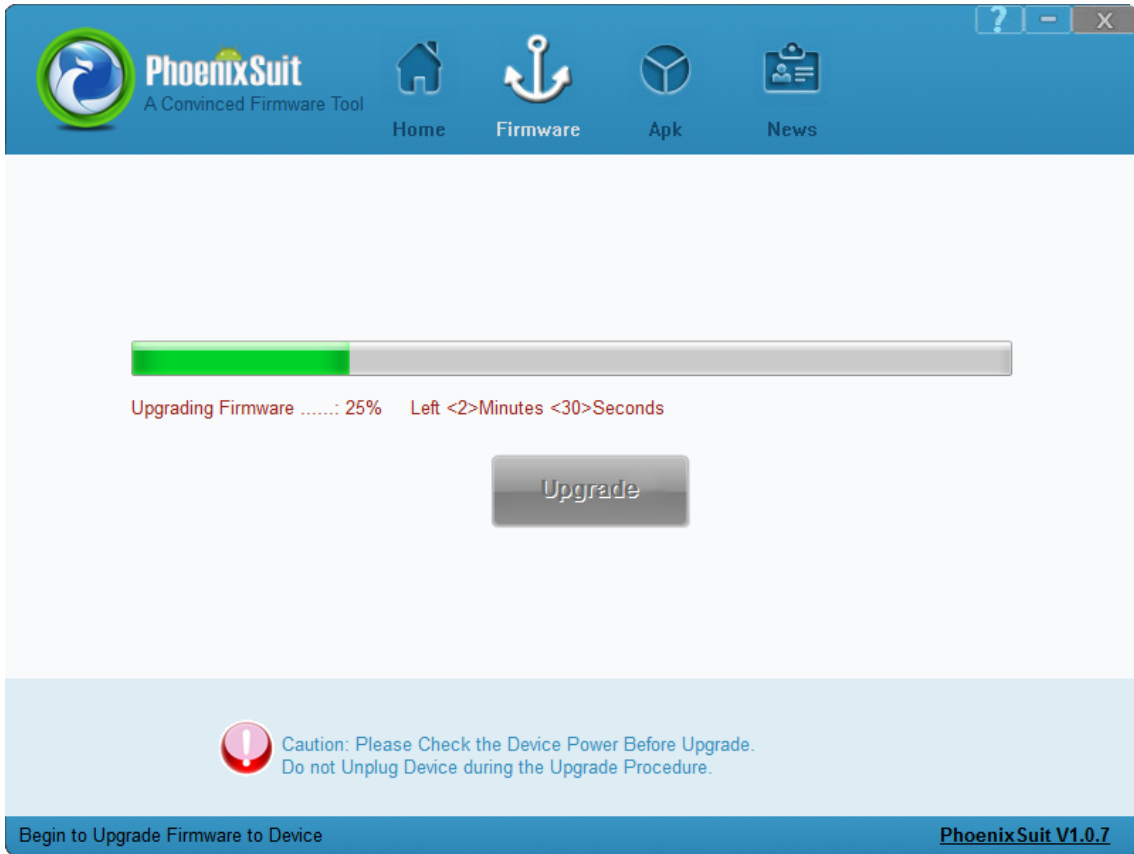 ? - X
PhoenixSuit
A Convinced Firmware Tool
Home Firmware Apk News
Upgrading Firmware ......: 25% Left <2>Minutes <30>Seconds
Upgrade
Caution: Please Check the Device Power Before Upgrade.
Do not Unplug Device during the Upgrade Procedure.
Begin to Upgrade Firmware to Device PhoenixSuit V1.0.7